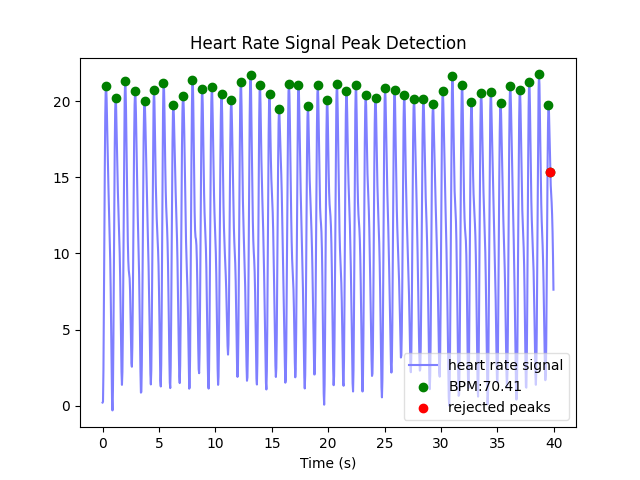 Heart Rate Signal Peak Detection
20
15
10
5
0
heart rate signal
BPM:70.41
rejected peaks
0 5 10 15 20 25 30 35 40
Time (s)